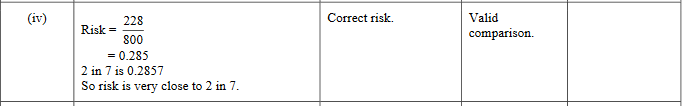 (iv)
Risk = 228/800
= 0.285
2 in 7 is 0.2857
So risk is very close to 2 in 7.
Correct risk.
Valid
comparison.